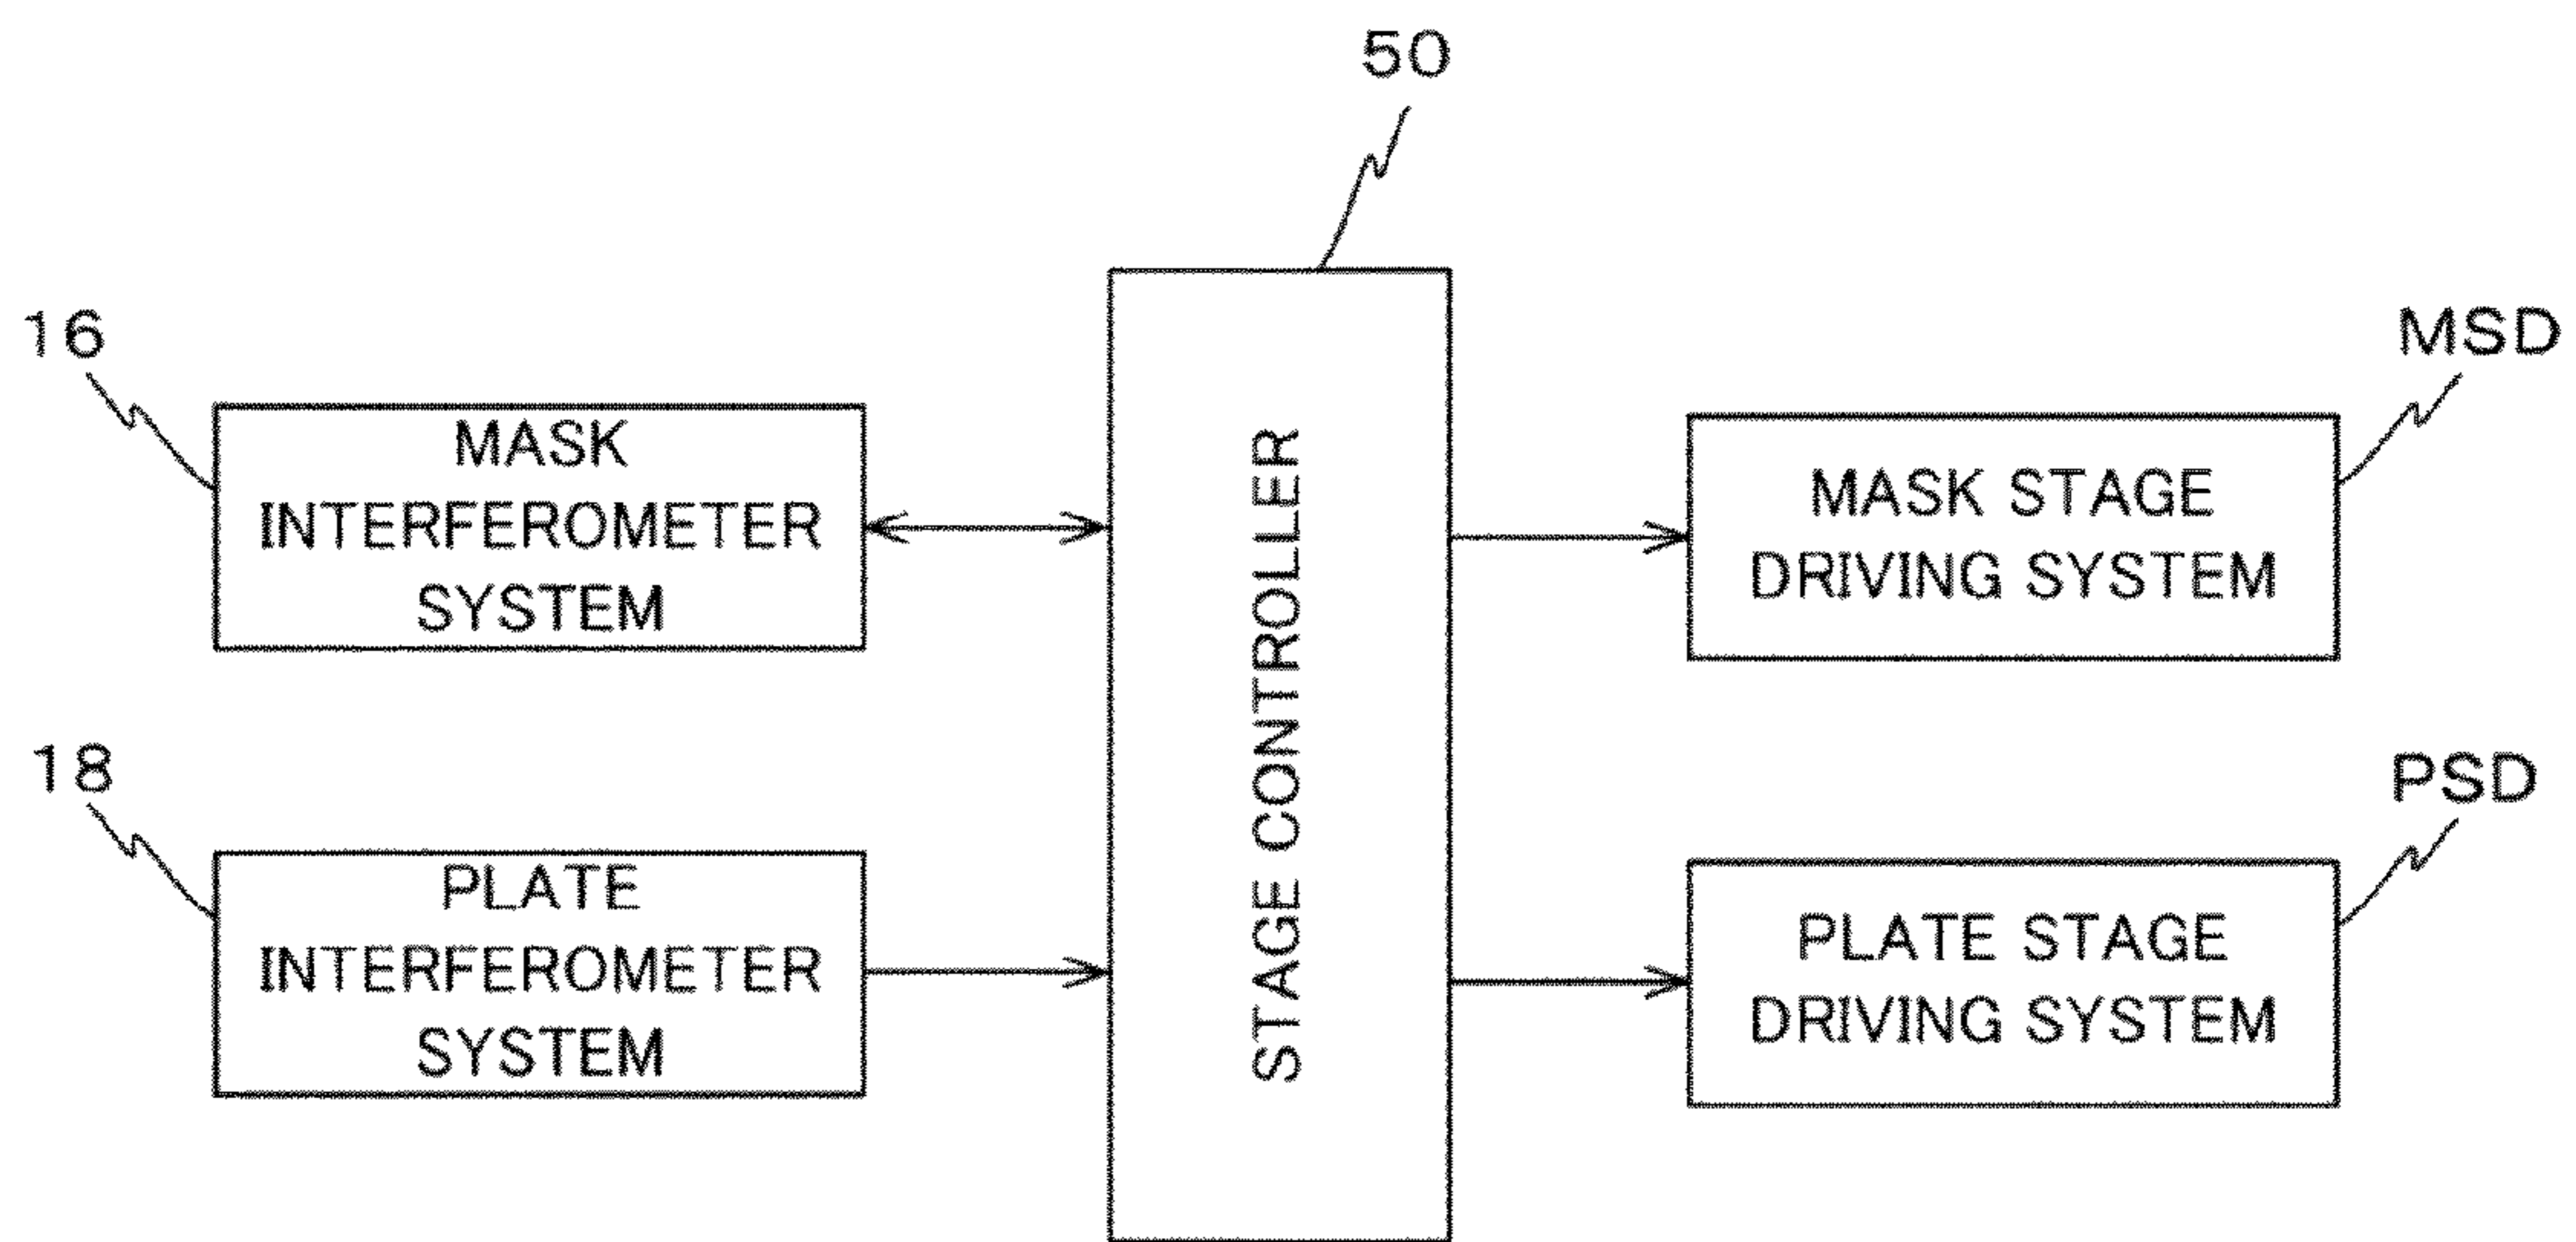 50
16
MASK
INTERFEROMETER
SYSTEM
18
PLATE
INTERFEROMETER
SYSTEM
STAGE CONTROLLER
MSD
MASK STAGE
DRIVING SYSTEM
PSD
PLATE STAGE
DRIVING SYSTEM